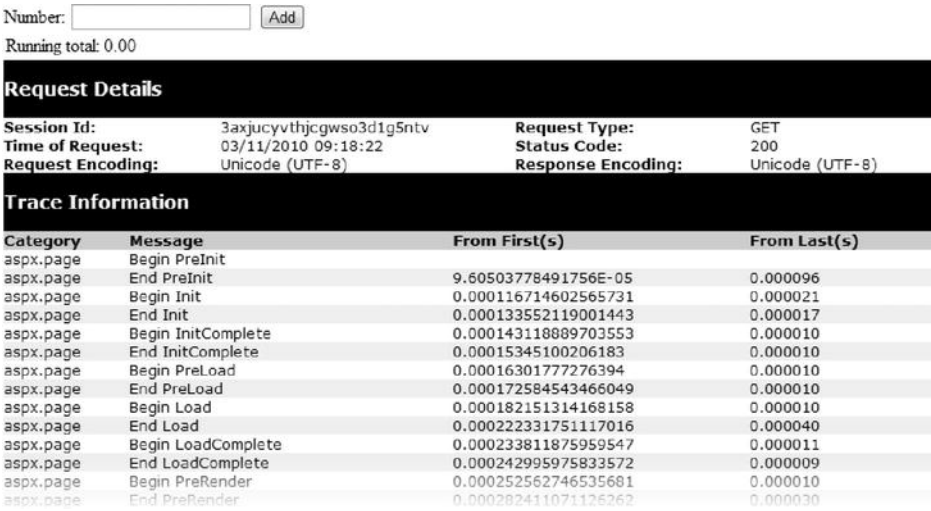 Number: Add
Running total: 0.00
Request Details
Session Id: 3axjucyvthjcgwso3d1g5ntv Request Type: GET
Time of Request: 03/11/2010 09:18:22 Status Code: 200
Request Encoding: Unicode (UTF-8) Response Encoding: Unicode (UTF-8)
Trace Information
Category Message From First(s) From Last(s)
aspx.page Begin PreInit
aspx.page End PreInit 9.60503778491756E-05 0.000096
aspx.page Begin Init 0.000116714602565731 0.000021
aspx.page End Init 0.000133552119001443 0.000017
aspx.page Begin InitComplete 0.000143118889703553 0.000010
aspx.page End InitComplete 0.00015345100206183 0.000010
aspx.page Begin PreLoad 0.00016301777276394 0.000010
aspx.page End PreLoad 0.000172584543466049 0.000010
aspx.page Begin Load 0.000182151314168158 0.000010
aspx.page End Load 0.000222331751117016 0.000040
aspx.page Begin LoadComplete 0.000233811875959547 0.000011
aspx.page End LoadComplete 0.000242995975833572 0.000009
aspx.page Begin PreRender 0.000252562746535681 0.000010
aspx.page End PreRender 0.000282411071126262 0.000030